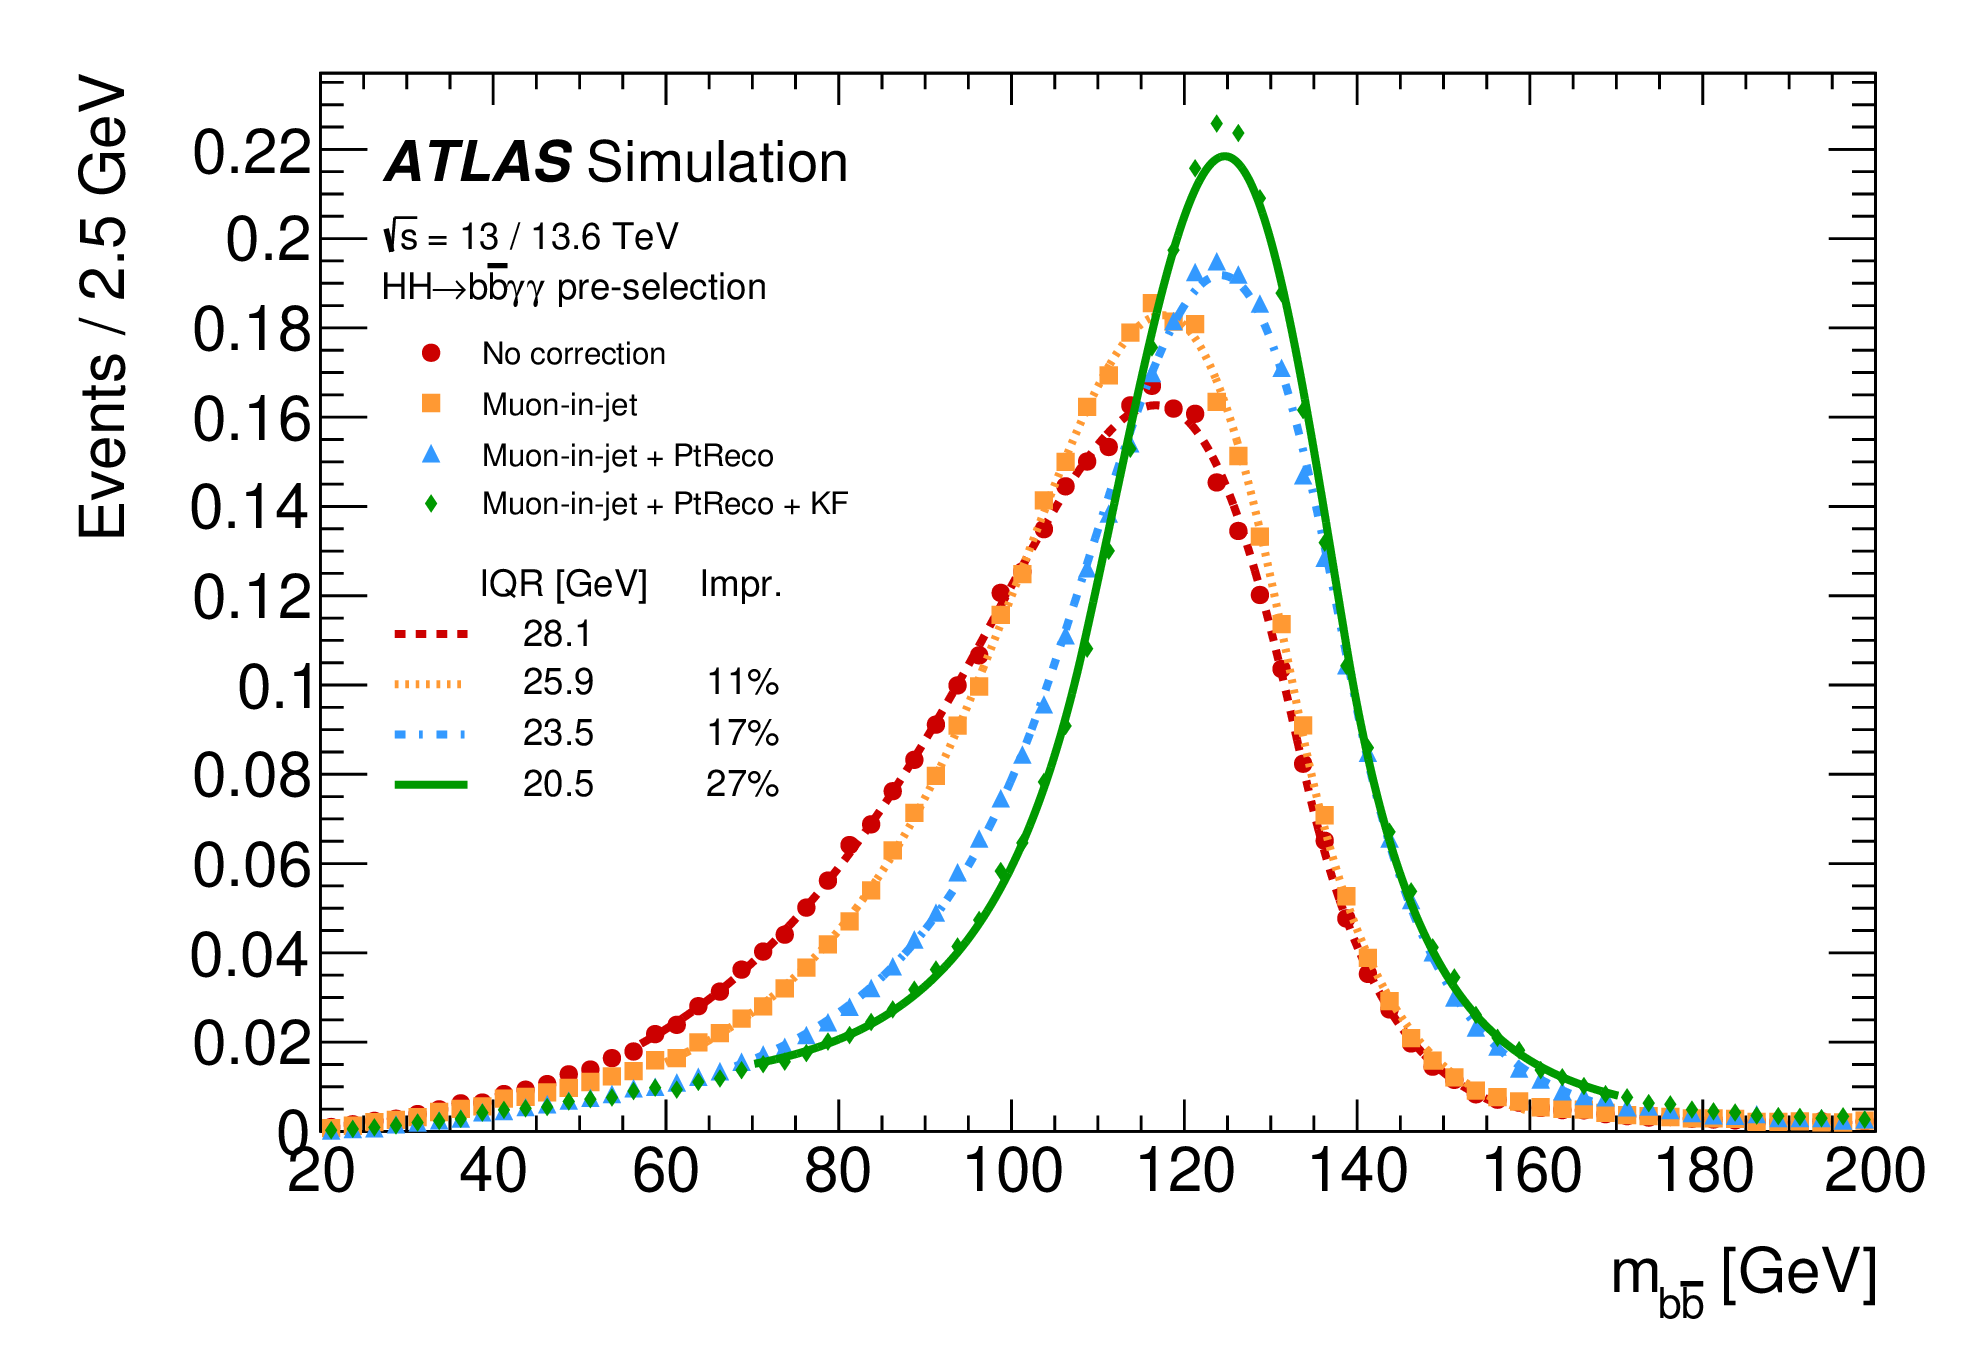 Events / 2.5 GeV
0.22
0.2
0.18
0.16
0.14
0.12
0.1
0.08
0.06
0.04
0.02
0
ATLAS Simulation
√s = 13 / 13.6 TeV
HH→bb̄γγ pre-selection
No correction
Muon-in-jet
Muon-in-jet + PtReco
Muon-in-jet + PtReco + KF
IQR [GeV] Impr.
28.1
25.9 11%
23.5 17%
20.5 27%
20 40 60 80 100 120 140 160 180 200
m_bb̄ [GeV]